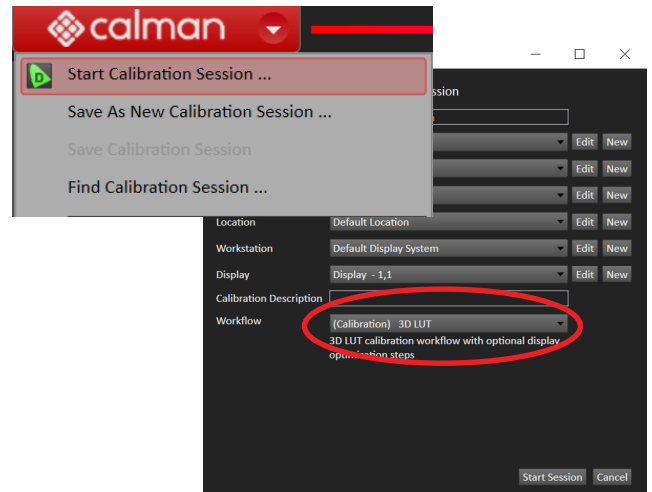 calman
Start Calibration Session ...
Save As New Calibration Session ...
Save Calibration Session
Find Calibration Session ...
ssion
Edit New
Edit New
Edit New
Location Default Location Edit New
Workstation Default Display System Edit New
Display Display - 1,1 Edit New
Calibration Description
Workflow (Calibration) 3D LUT
3D LUT calibration workflow with optional display
optimization steps
Start Session Cancel